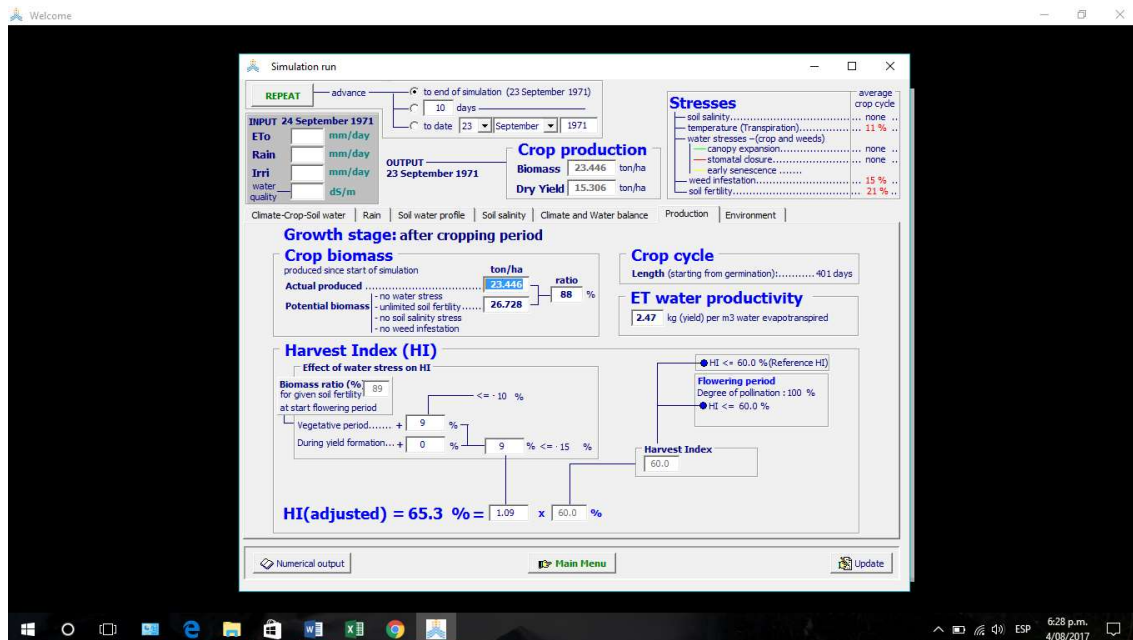 Welcome
Simulation run
REPEAT advance to end of simulation (23 September 1971)
10 days
to date 23 September 1971
INPUT 24 September 1971
ETo mm/day
Rain mm/day
Irri mm/day
water quality dS/m
OUTPUT
23 September 1971
Crop production
Biomass 23.446 ton/ha
Dry Yield 15.306 ton/ha
Stresses average crop cycle
soil salinity none
temperature (Transpiration) 11 %
water stresses -(crop and weeds)
canopy expansion none
stomatal closure none
early senescence
weed infestation 15 %
soil fertility 21 %
Climate-Crop-Soil water Rain Soil water profile Soil salinity Climate and Water balance Production Environment
Growth stage: after cropping period
Crop biomass
produced since start of simulation ton/ha
Actual produced 23.446 ratio
88 %
Potential biomass - no water stress
- unlimited soil fertility 26.728
- no soil salinity stress
- no weed infestation
Crop cycle
Length (starting from germination): 401 days
ET water productivity
2.47 kg (yield) per m3 water evapotranspired
Harvest Index (HI)
Effect of water stress on HI
Biomass ratio (%) 89
for given soil fertility
at start flowering period
<= · 10 %
Vegetative period....... + 9 %
During yield formation... + 0 %
9 % <= · 15 %
HI <= 60.0 %(Reference HI)
Flowering period
Degree of pollination : 100 %
HI <= 60.0 %
Harvest Index
60.0
HI(adjusted) = 65.3 % = 1.09 x 60.0 %
Numerical output Main Menu Update
ESP 6:28 p.m.
4/08/2017